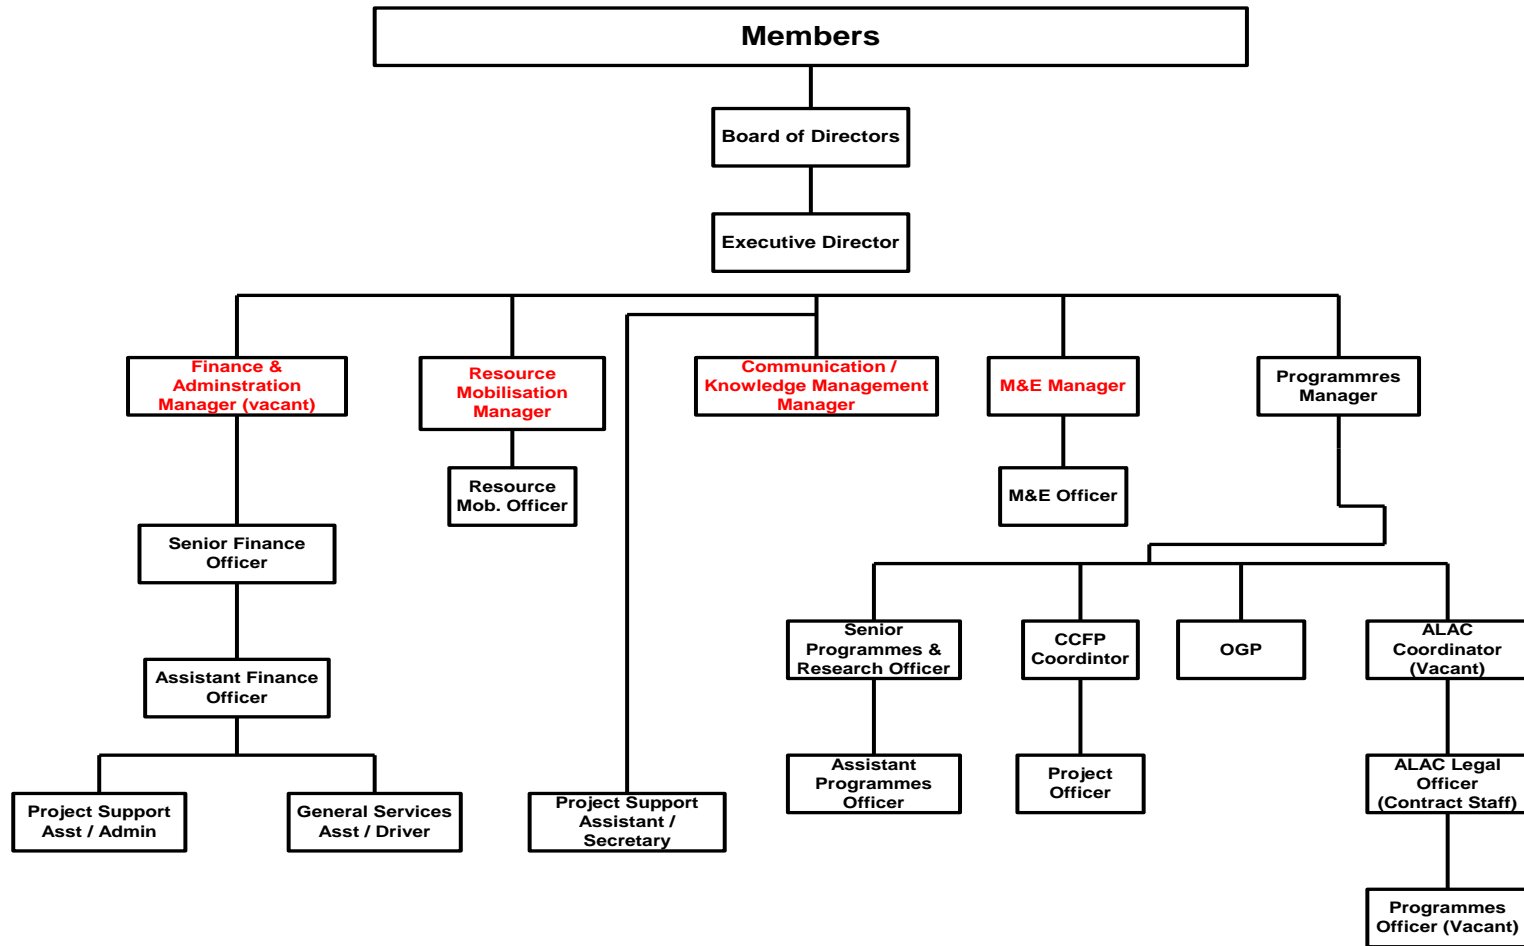 Members
Board of Directors
Executive Director
Finance &
Adminstration
Manager (vacant)
Resource
Mobilisation
Manager
Communication /
Knowledge Management
Manager
M&E Manager
Programmres
Manager
Resource
Mob. Officer
M&E Officer
Senior Finance
Officer
Senior
Programmes &
Research Officer
CCFP
Coordintor
OGP
ALAC
Coordinator
(Vacant)
Assistant Finance
Officer
Assistant
Programmes
Officer
Project
Officer
ALAC Legal
Officer
(Contract Staff)
Project Support
Asst / Admin
General Services
Asst / Driver
Project Support
Assistant /
Secretary
Programmes
Officer (Vacant)